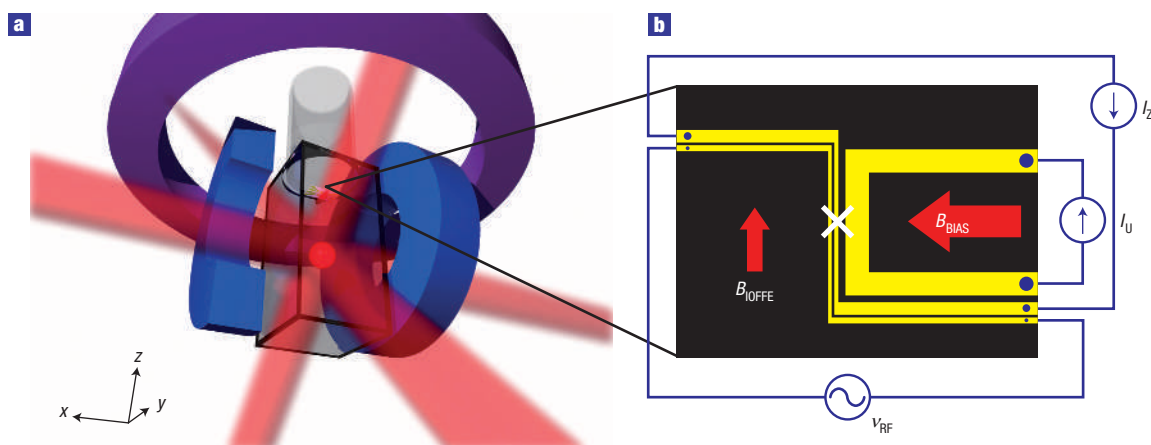 a
z
x
y
b
I_Z
B_BIAS
I_U
B_IOFFE
ν_RF